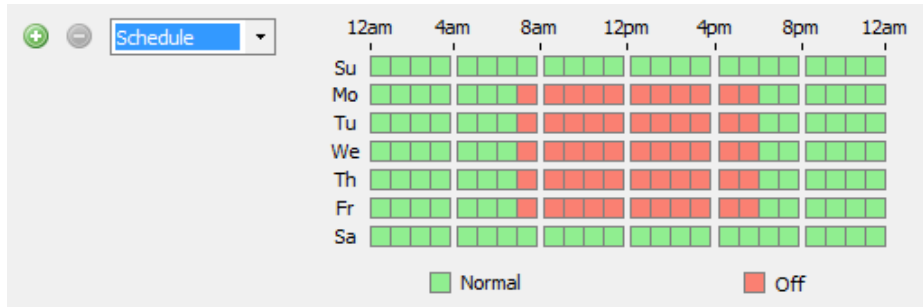 Schedule
12am 4am 8am 12pm 4pm 8pm 12am
Su
Mo
Tu
We
Th
Fr
Sa
Normal Off